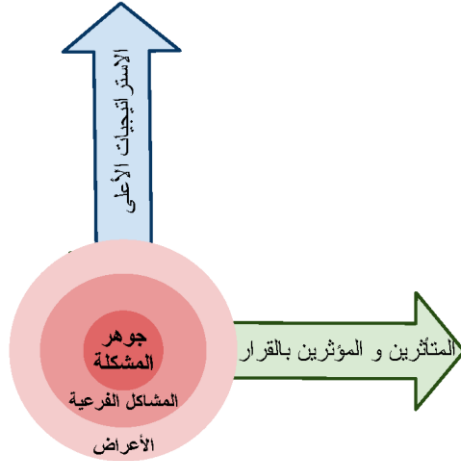 الاستراتيجيات الأعلى
جوهر
المشكلة
المشاكل الفرعية
الأعراض
المتأثرين و المؤثرين بالقرار